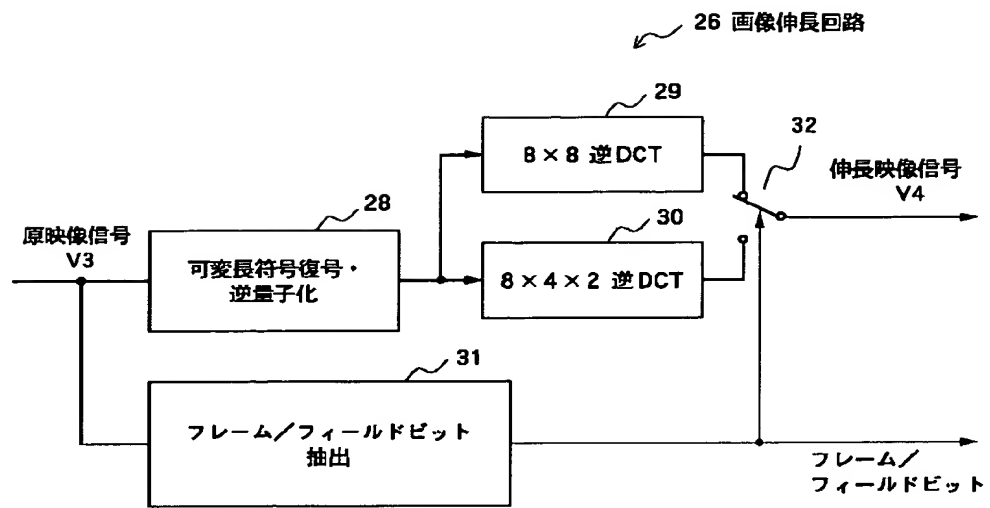 26 画像伸長回路
29
8×8 逆DCT
32
伸長映像信号
V4
28
30
原映像信号
V3
可変長符号復号・
逆量子化
8×4×2 逆DCT
31
フレーム/フィールドビット
抽出
フレーム/
フィールドビット